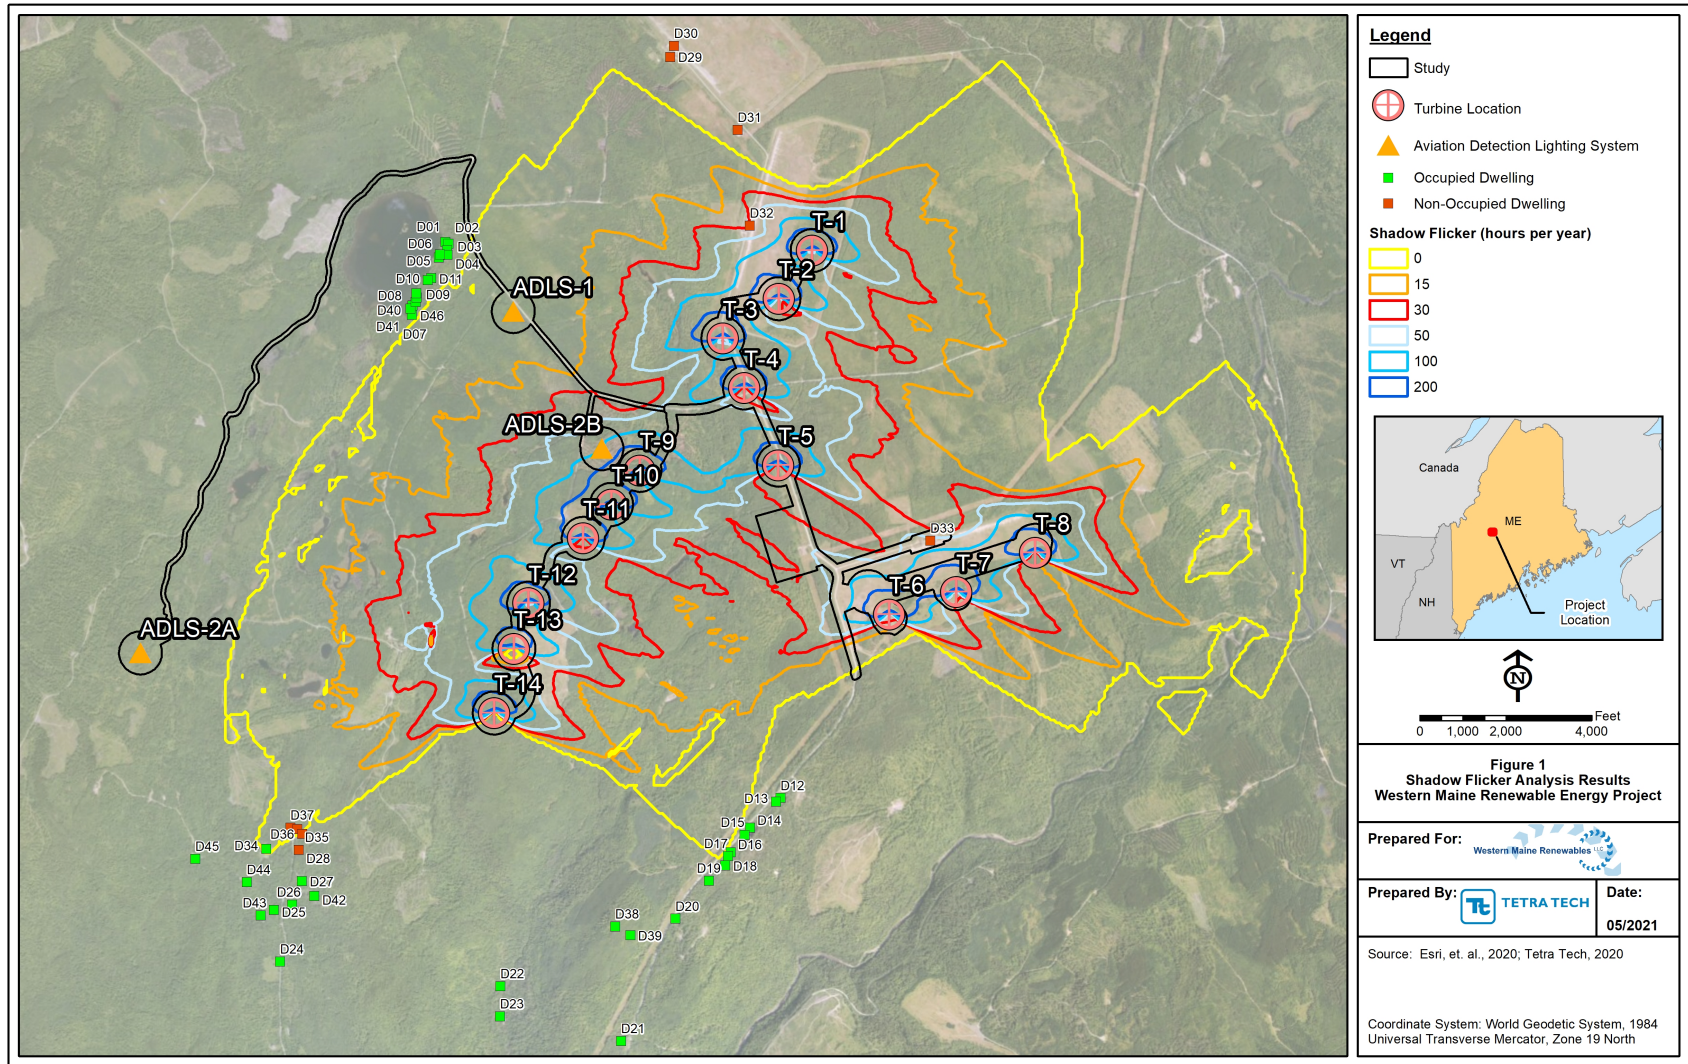 D30
D29
D31
D32
T-1
T-2
T-3
T-4
D01
D02
D06
D03
D05
D04
D10
D11
D08
D09
D40
D46
D41
D07
ADLS-1
ADLS-2B
T-9
T-10
T-11
T-5
D33
T-8
T-7
T-6
T-12
T-13
T-14
ADLS-2A
D37
D36
D35
D34
D28
D45
D44
D27
D26
D42
D43
D25
D24
D12
D13
D15
D14
D16
D17
D18
D19
D20
D38
D39
D22
D23
D21
Legend
Study
Turbine Location
Aviation Detection Lighting System
Occupied Dwelling
Non-Occupied Dwelling
Shadow Flicker (hours per year)
0
15
30
50
100
200
Canada
ME
VT
NH
Project
Location
N
Feet
0 1,000 2,000 4,000
Figure 1
Shadow Flicker Analysis Results
Western Maine Renewable Energy Project
Prepared For:
Western Maine Renewables LLC
Prepared By:
Tt TETRA TECH
Date:
05/2021
Source: Esri, et. al., 2020; Tetra Tech, 2020
Coordinate System: World Geodetic System, 1984
Universal Transverse Mercator, Zone 19 North